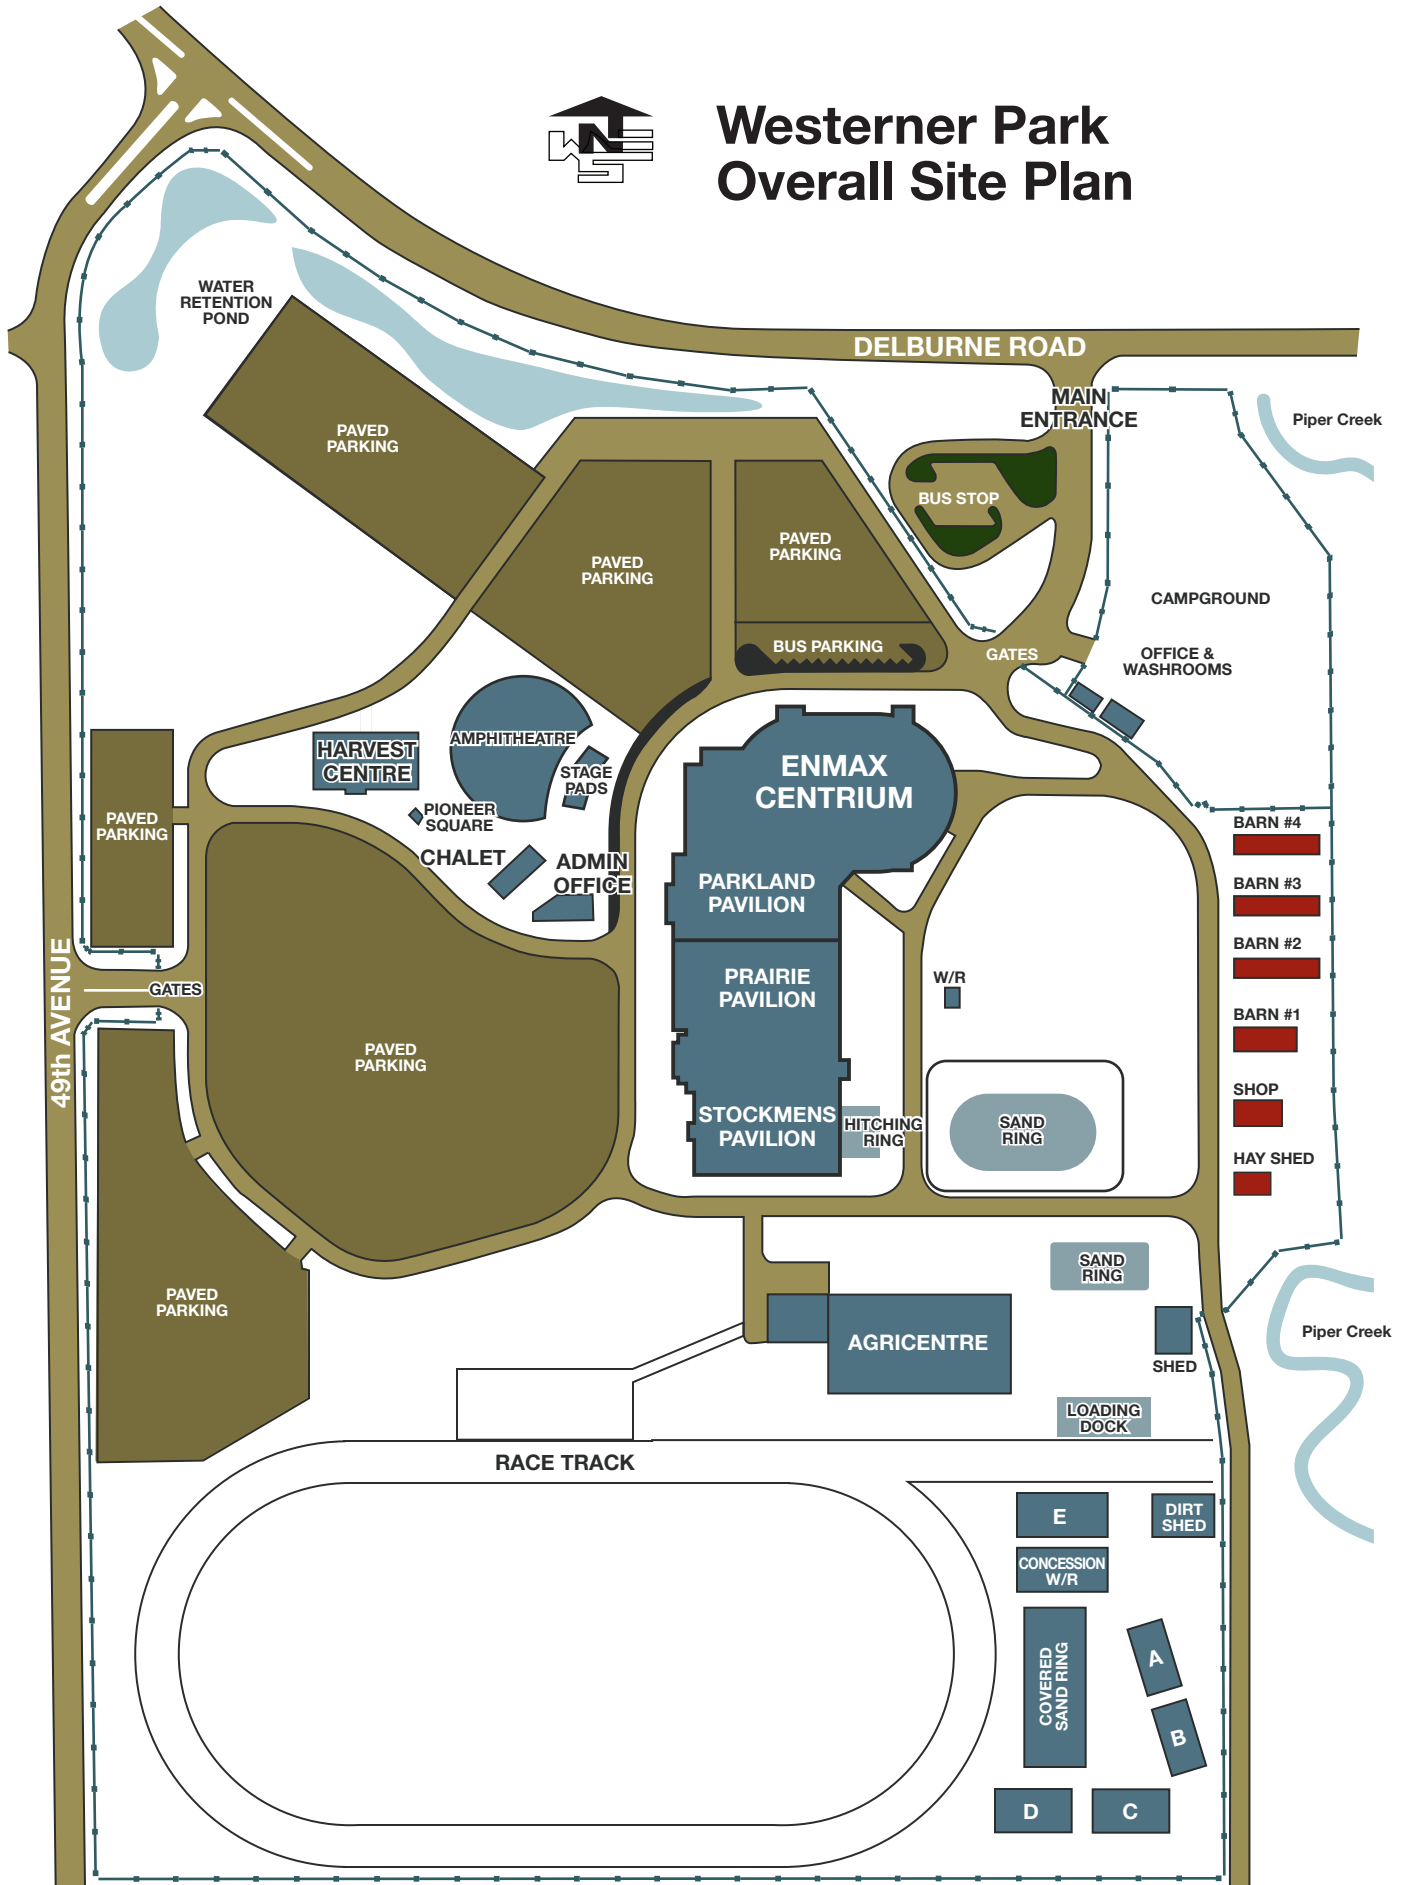 Westerner Park
Overall Site Plan
W N E
S
WATER
RETENTION
POND
DELBURNE ROAD
MAIN
ENTRANCE
Piper Creek
PAVED
PARKING
BUS STOP
PAVED
PARKING
PAVED
PARKING
CAMPGROUND
BUS PARKING
GATES
OFFICE &
WASHROOMS
AMPHITHEATRE
HARVEST
CENTRE
STAGE
PADS
ENMAX
CENTRIUM
PIONEER
SQUARE
PAVED
PARKING
BARN #4
CHALET
ADMIN
OFFICE
PARKLAND
PAVILION
BARN #3
BARN #2
49th AVENUE
GATES
PRAIRIE
PAVILION
W/R
BARN #1
PAVED
PARKING
SHOP
STOCKMENS
PAVILION
HITCHING
RING
SAND
RING
HAY SHED
PAVED
PARKING
SAND
RING
AGRICENTRE
SHED
Piper Creek
LOADING
DOCK
RACE TRACK
E
DIRT
SHED
CONCESSION
W/R
COVERED
SAND RING
A
B
D
C